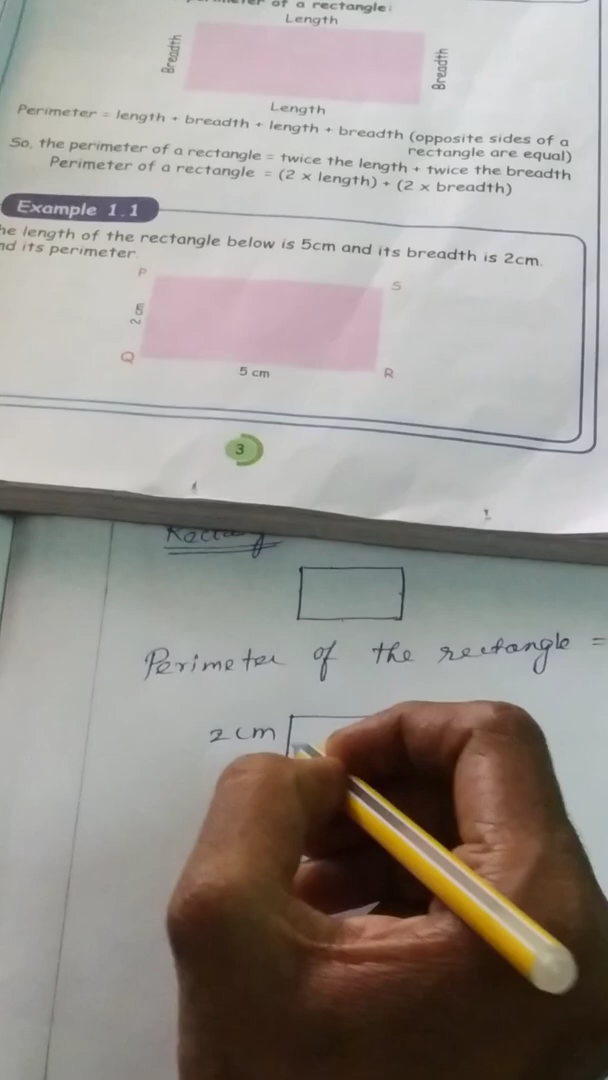 of a rectangle:
Length
Breadth
Breadth
Length
Perimeter = length + breadth + length + breadth (opposite sides of a
rectangle are equal)
So, the perimeter of a rectangle = twice the length + twice the breadth
Perimeter of a rectangle = (2 x length) + (2 x breadth)
Example 1.1
length of the rectangle below is 5cm and its breadth is 2cm.
its perimeter.
P
S
2 cm
Q
5 cm
R
3
Perimeter of the rectangle =
2 cm